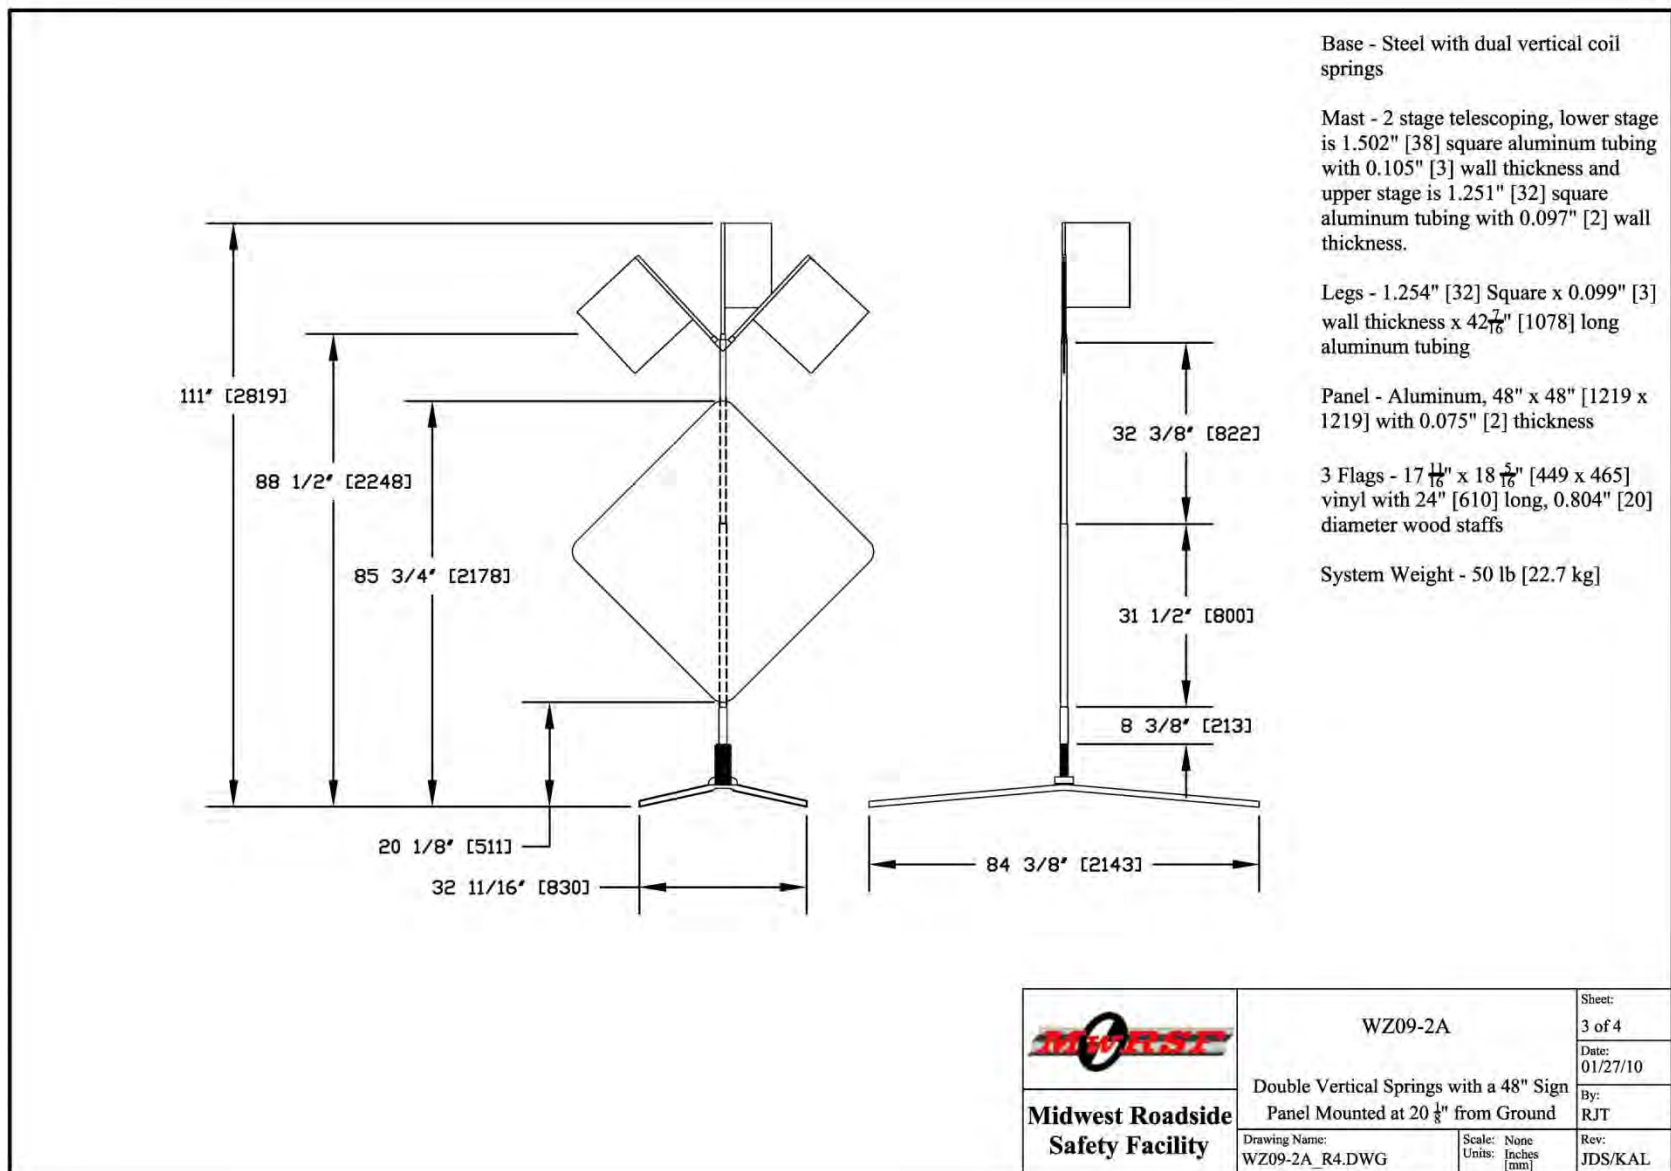 Base - Steel with dual vertical coil
springs
Mast - 2 stage telescoping, lower stage
is 1.502" [38] square aluminum tubing
with 0.105" [3] wall thickness and
upper stage is 1.251" [32] square
aluminum tubing with 0.097" [2] wall
thickness.
Legs - 1.254" [32] Square x 0.099" [3]
wall thickness x 42 7/16" [1078] long
aluminum tubing
Panel - Aluminum, 48" x 48" [1219 x
1219] with 0.075" [2] thickness
3 Flags - 17 11/16" x 18 5/16" [449 x 465]
vinyl with 24" [610] long, 0.804" [20]
diameter wood staffs
System Weight - 50 lb [22.7 kg]
111" [2819]
88 1/2" [2248]
85 3/4" [2178]
20 1/8" [511]
32 11/16" [830]
32 3/8" [822]
31 1/2" [800]
8 3/8" [213]
84 3/8" [2143]
MwRSF
Midwest Roadside
Safety Facility
WZ09-2A
Double Vertical Springs with a 48" Sign
Panel Mounted at 20 1/8" from Ground
Drawing Name:
WZ09-2A_R4.DWG
Scale: None
Units: Inches
[mm]
Sheet:
3 of 4
Date:
01/27/10
By:
RJT
Rev:
JDS/KAL